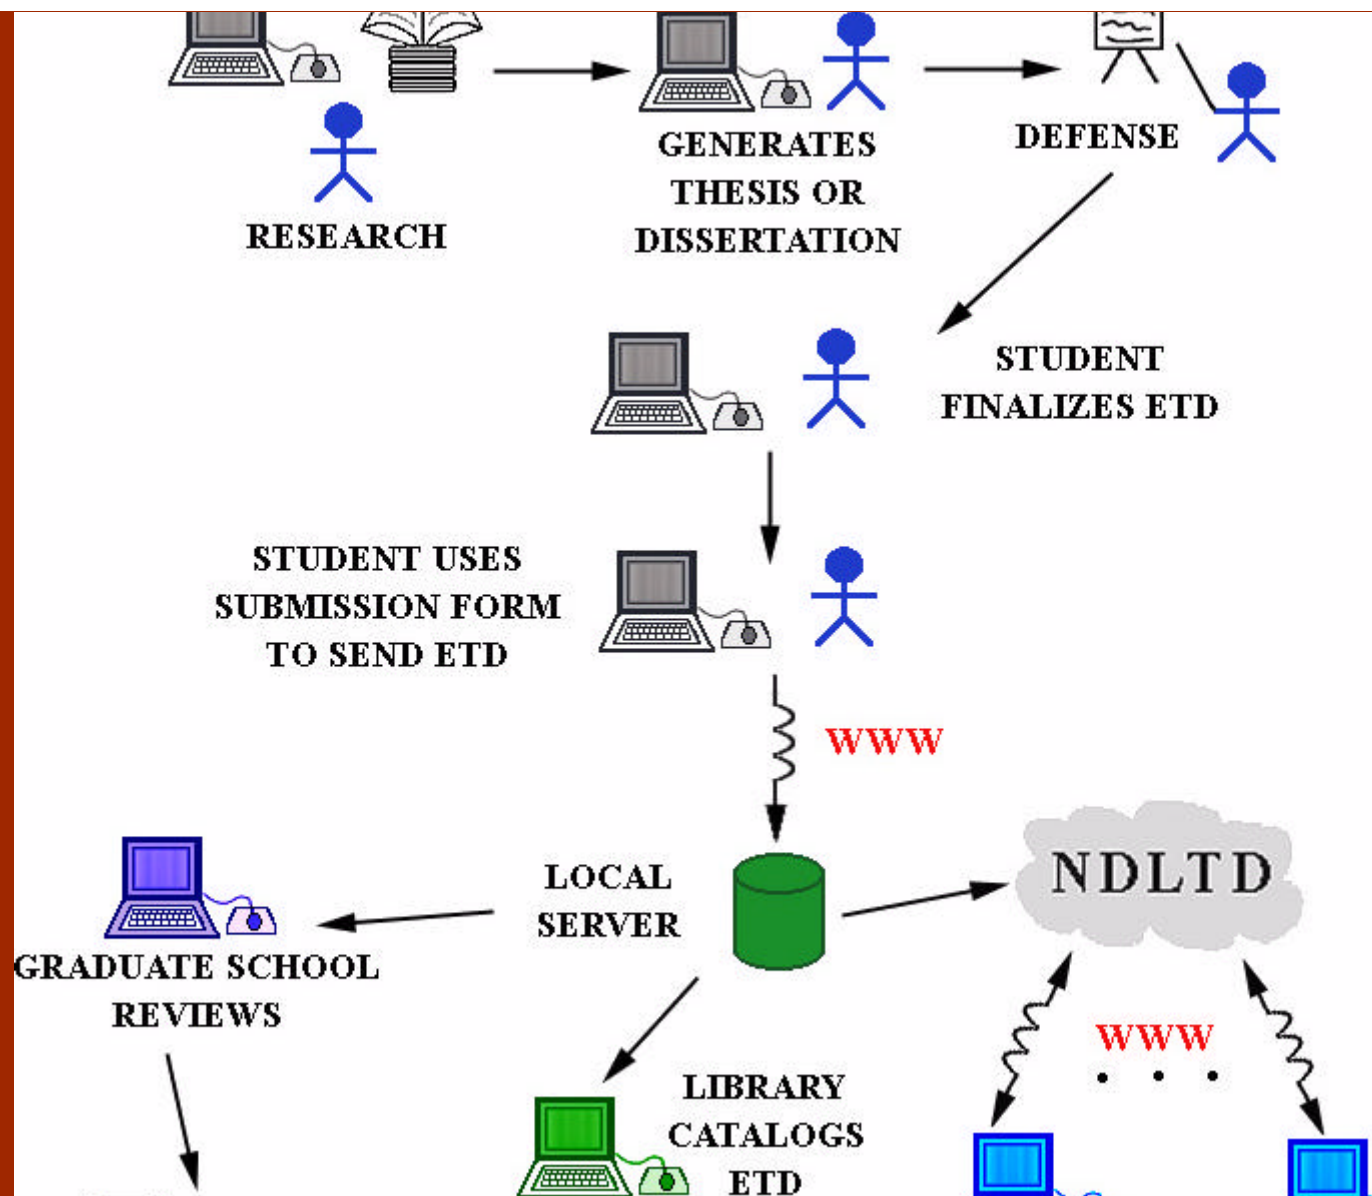 RESEARCH
GENERATES
THESIS OR
DISSERTATION
DEFENSE
STUDENT
FINALIZES ETD
STUDENT USES
SUBMISSION FORM
TO SEND ETD
WWW
LOCAL
SERVER
NDLTD
GRADUATE SCHOOL
REVIEWS
WWW
LIBRARY
CATALOGS
ETD